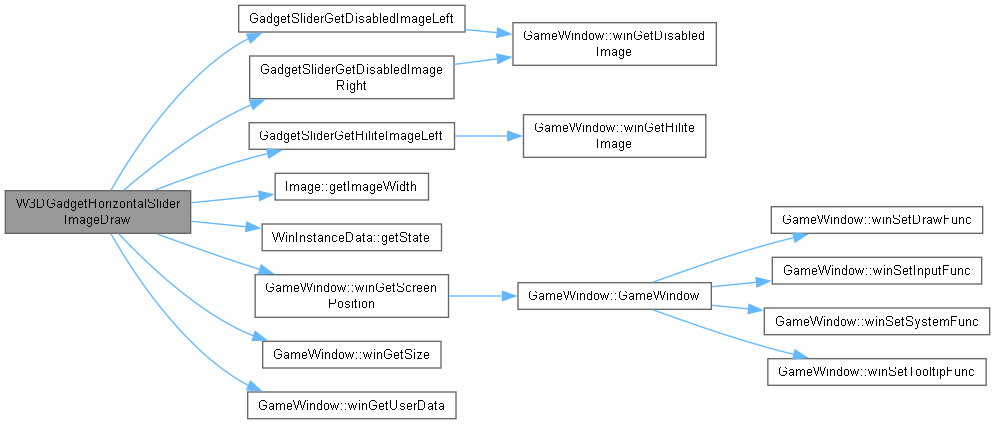 GadgetSliderGetDisabledImageLeft
GameWindow::winGetDisabled
Image
GadgetSliderGetDisabledImage
Right
GadgetSliderGetHiliteImageLeft
GameWindow::winGetHilite
Image
Image::getImageWidth
W3DGadgetHorizontalSlider
ImageDraw
WinInstanceData::getState
GameWindow::winGetScreen
Position
GameWindow::GameWindow
GameWindow::winSetDrawFunc
GameWindow::winSetInputFunc
GameWindow::winSetSystemFunc
GameWindow::winSetTooltipFunc
GameWindow::winGetSize
GameWindow::winGetUserData